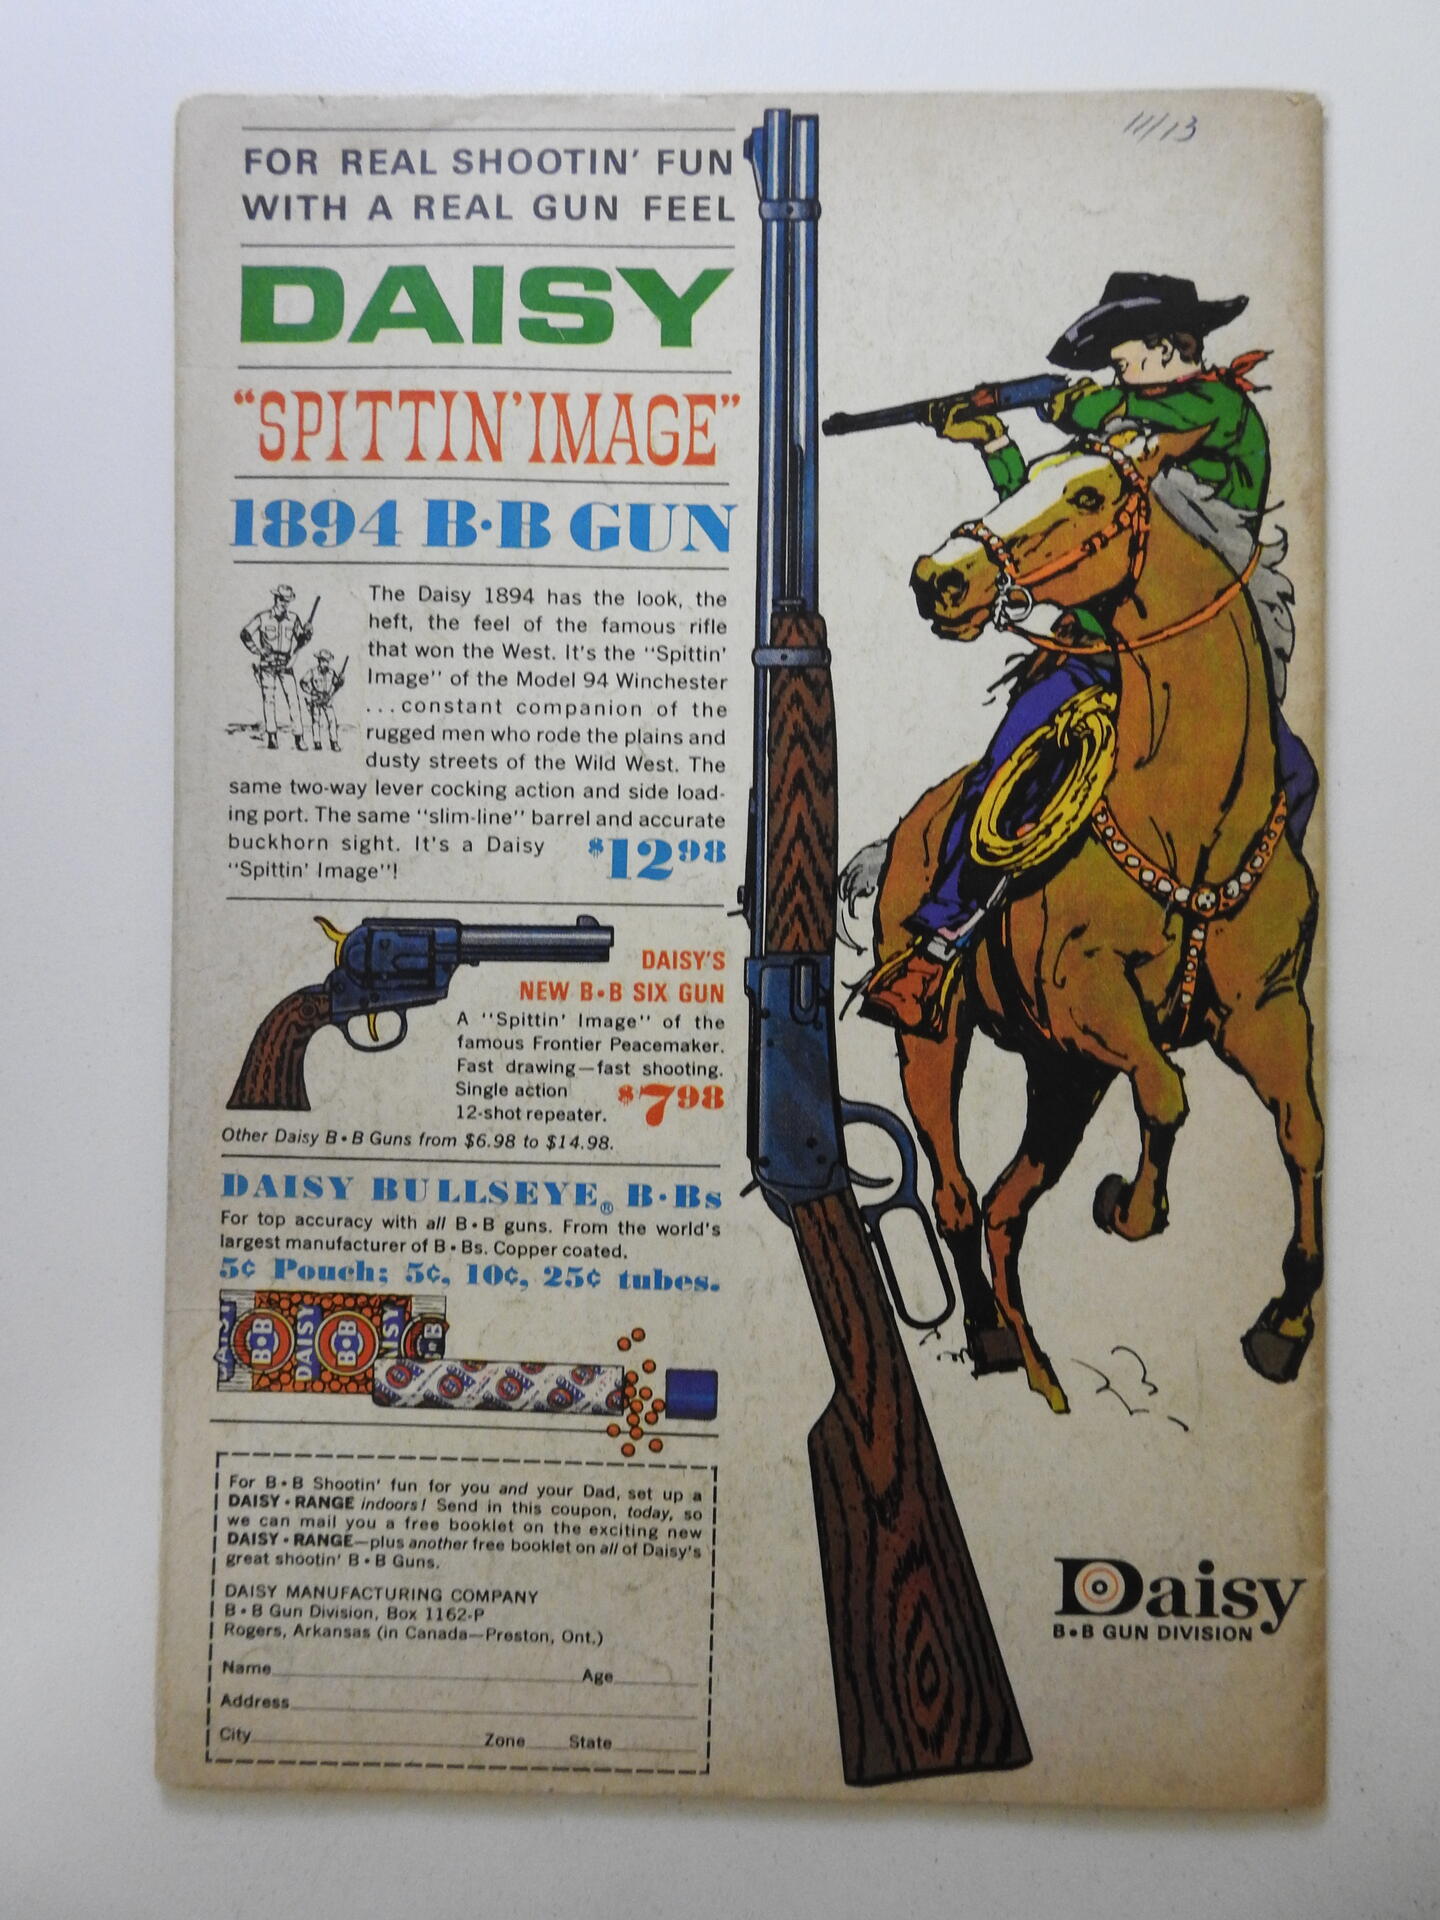 11/13
FOR REAL SHOOTIN' FUN
WITH A REAL GUN FEEL
DAISY
"SPITTIN' IMAGE"
1894 B•B GUN
The Daisy 1894 has the look, the
heft, the feel of the famous rifle
that won the West. It's the "Spittin'
Image" of the Model 94 Winchester
...constant companion of the
rugged men who rode the plains and
dusty streets of the Wild West. The
same two-way lever cocking action and side load-
ing port. The same "slim-line" barrel and accurate
buckhorn sight. It's a Daisy
"Spittin' Image"!
$12.98
DAISY'S
NEW B•B SIX GUN
A "Spittin' Image" of the
famous Frontier Peacemaker.
Fast drawing—fast shooting.
Single action
12-shot repeater.
$7.98
Other Daisy B•B Guns from $6.98 to $14.98.
DAISY BULLSEYE® B•Bs
For top accuracy with all B•B guns. From the world's
largest manufacturer of B•Bs. Copper coated.
5¢ Pouch; 5¢, 10¢, 25¢ tubes.
DAISY
B•B
DAISY
B•B
DAISY
B•B
For B•B Shootin' fun for you and your Dad, set up a
DAISY•RANGE indoors! Send in this coupon, today, so
we can mail you a free booklet on the exciting new
DAISY•RANGE—plus another free booklet on all of Daisy's
great shootin' B•B Guns.
DAISY MANUFACTURING COMPANY
B•B Gun Division, Box 1162-P
Rogers, Arkansas (in Canada—Preston, Ont.)
Name Age
Address
City Zone State
Daisy
B•B GUN DIVISION